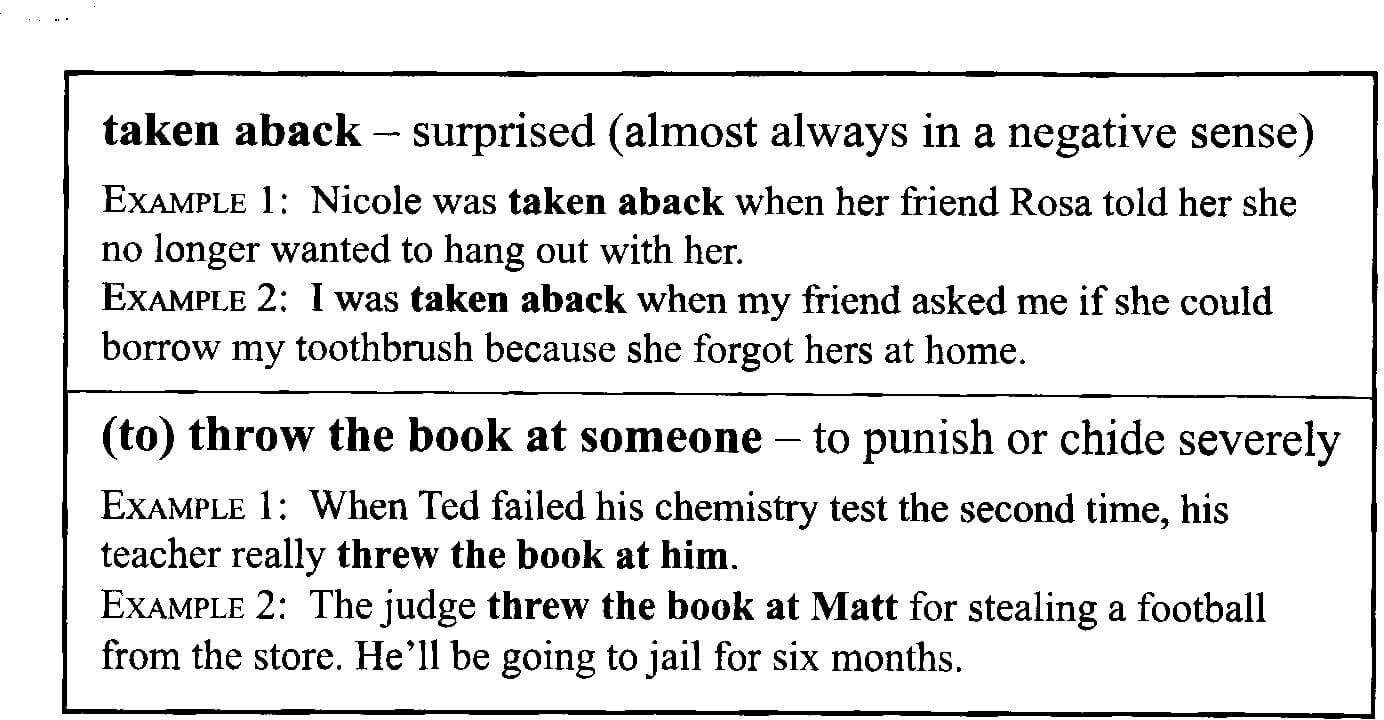 taken aback – surprised (almost always in a negative sense)
EXAMPLE 1: Nicole was taken aback when her friend Rosa told her she
no longer wanted to hang out with her.
EXAMPLE 2: I was taken aback when my friend asked me if she could
borrow my toothbrush because she forgot hers at home.
(to) throw the book at someone – to punish or chide severely
EXAMPLE 1: When Ted failed his chemistry test the second time, his
teacher really threw the book at him.
EXAMPLE 2: The judge threw the book at Matt for stealing a football
from the store. He’ll be going to jail for six months.